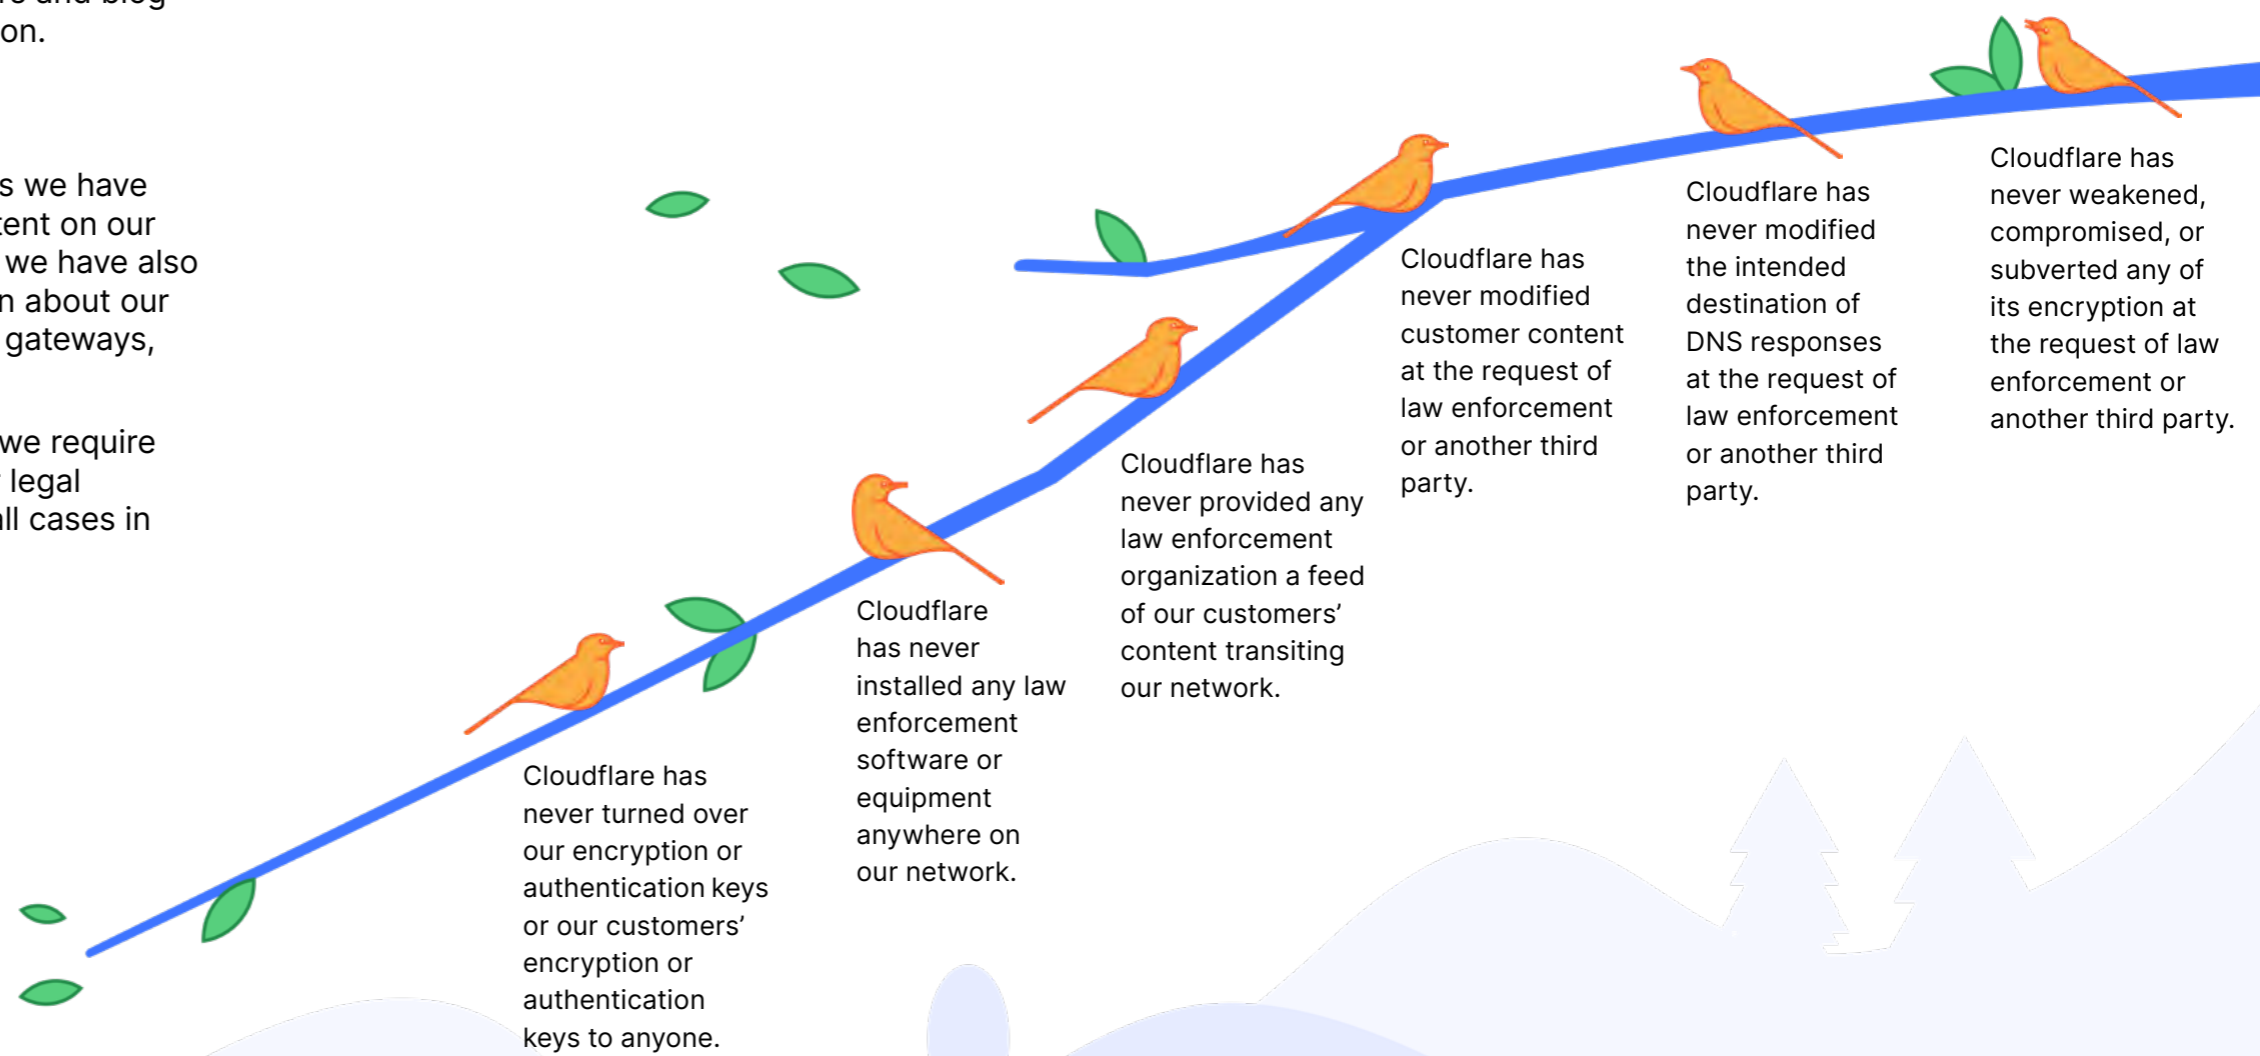 on.
s we have
tent on our
we have also
n about our
gateways,
we require
legal
all cases in
Cloudflare has
never turned over
our encryption or
authentication keys
or our customers’
encryption or
authentication
keys to anyone.
Cloudflare
has never
installed any law
enforcement
software or
equipment
anywhere on
our network.
Cloudflare has
never provided any
law enforcement
organization a feed
of our customers’
content transiting
our network.
Cloudflare has
never modified
customer content
at the request of
law enforcement
or another third
party.
Cloudflare has
never modified
the intended
destination of
DNS responses
at the request of
law enforcement
or another third
party.
Cloudflare has
never weakened,
compromised, or
subverted any of
its encryption at
the request of law
enforcement or
another third party.